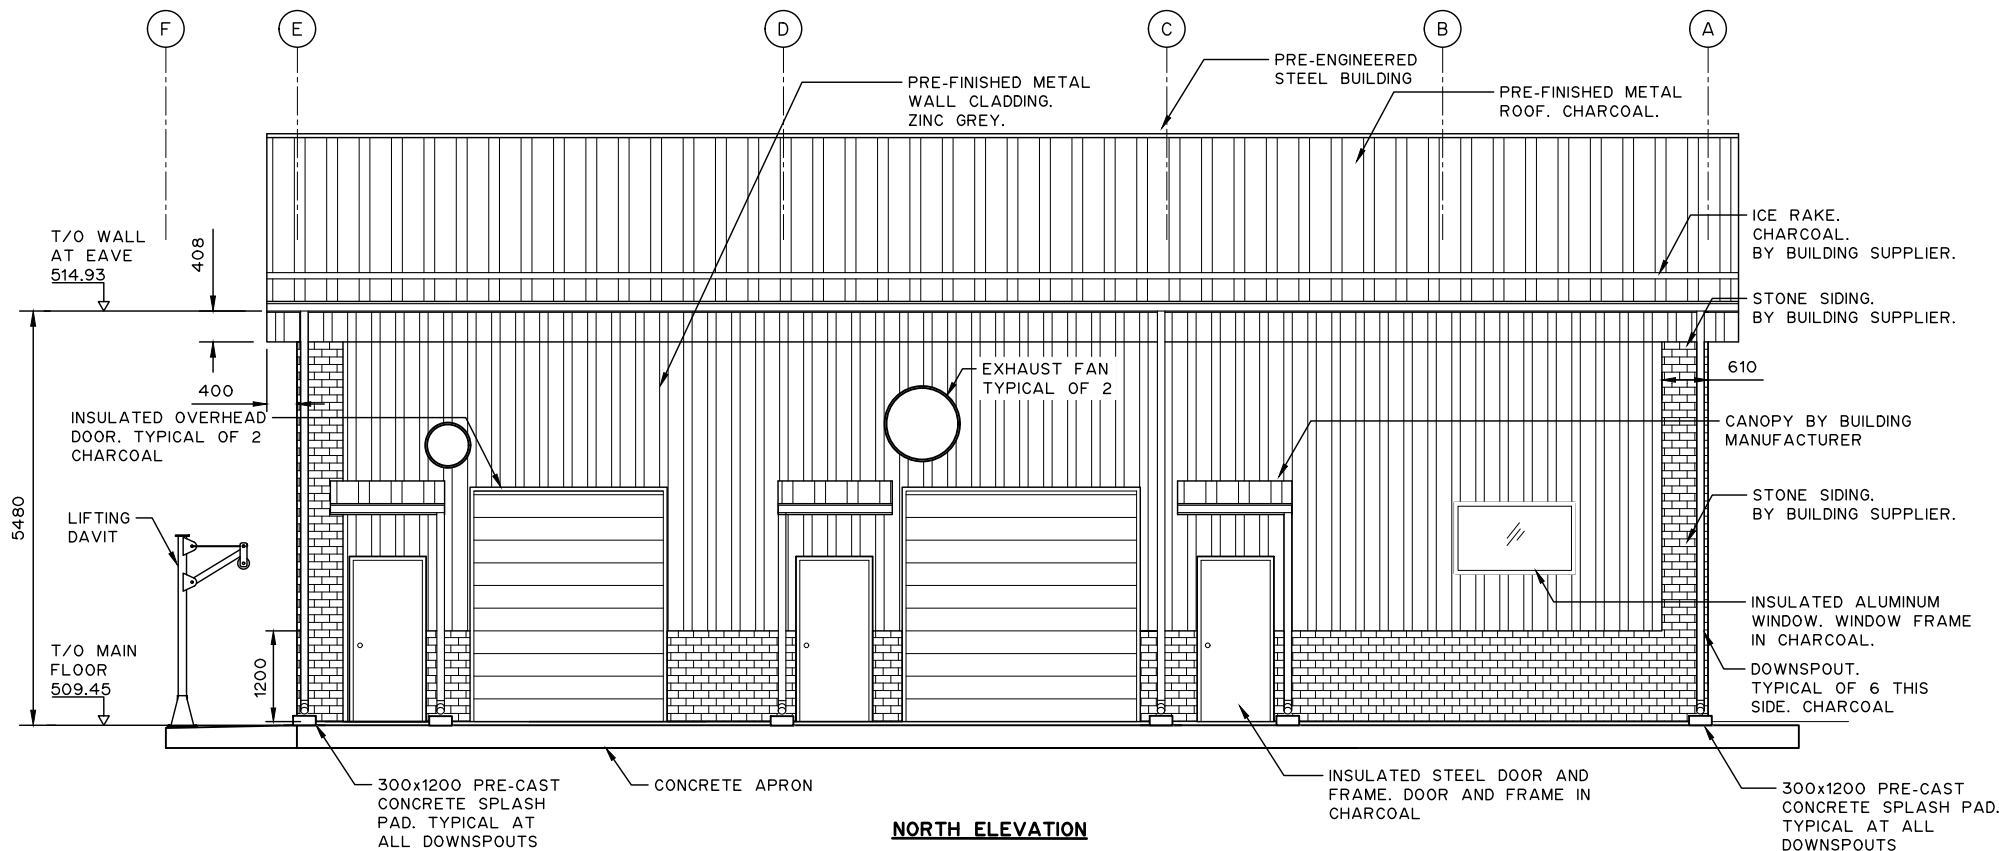 F
E
D
C
B
A
PRE-FINISHED METAL
WALL CLADDING.
ZINC GREY.
PRE-ENGINEERED
STEEL BUILDING
PRE-FINISHED METAL
ROOF. CHARCOAL.
T/O WALL
AT EAVE
514.93
408
ICE RAKE.
CHARCOAL.
BY BUILDING SUPPLIER.
STONE SIDING.
BY BUILDING SUPPLIER.
400
610
EXHAUST FAN
TYPICAL OF 2
INSULATED OVERHEAD
DOOR. TYPICAL OF 2
CHARCOAL
CANOPY BY BUILDING
MANUFACTURER
5480
LIFTING
DAVIT
STONE SIDING.
BY BUILDING SUPPLIER.
INSULATED ALUMINUM
WINDOW. WINDOW FRAME
IN CHARCOAL.
T/O MAIN
FLOOR
509.45
1200
DOWNSPOUT.
TYPICAL OF 6 THIS
SIDE. CHARCOAL
300x1200 PRE-CAST
CONCRETE SPLASH
PAD. TYPICAL AT
ALL DOWNSPOUTS
CONCRETE APRON
INSULATED STEEL DOOR AND
FRAME. DOOR AND FRAME IN
CHARCOAL
300x1200 PRE-CAST
CONCRETE SPLASH PAD.
TYPICAL AT ALL
DOWNSPOUTS
NORTH ELEVATION